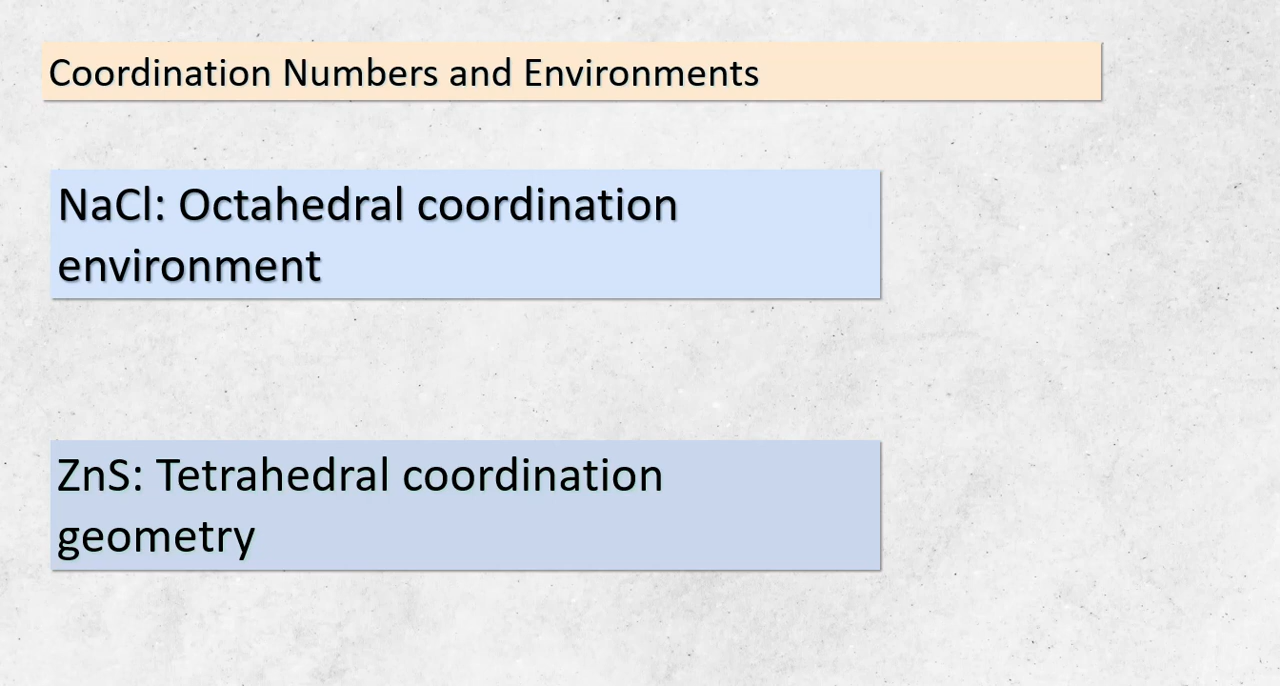 Coordination Numbers and Environments
NaCl: Octahedral coordination
environment
ZnS: Tetrahedral coordination
geometry